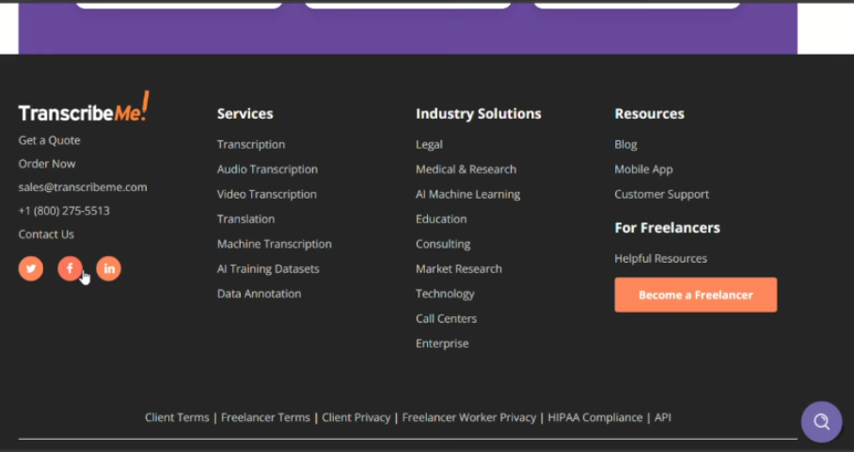 TranscribeMe!
Get a Quote
Order Now
sales@transcribeme.com
+1 (800) 275-5513
Contact Us
Services
Transcription
Audio Transcription
Video Transcription
Translation
Machine Transcription
AI Training Datasets
Data Annotation
Industry Solutions
Legal
Medical & Research
AI Machine Learning
Education
Consulting
Market Research
Technology
Call Centers
Enterprise
Resources
Blog
Mobile App
Customer Support
For Freelancers
Helpful Resources
Become a Freelancer
Client Terms | Freelancer Terms | Client Privacy | Freelancer Worker Privacy | HIPAA Compliance | API